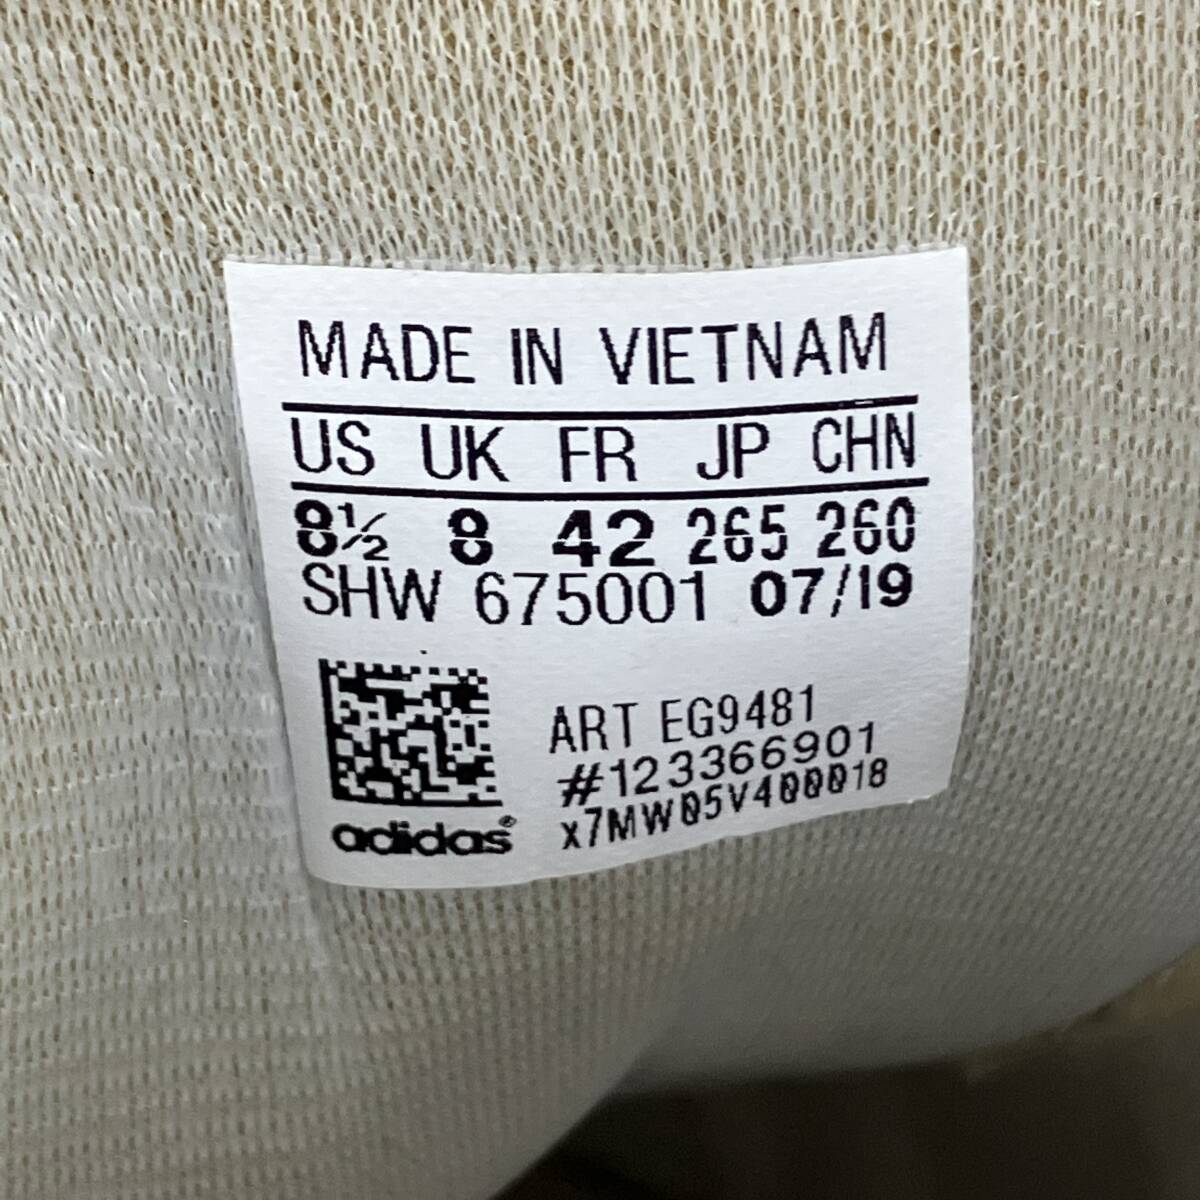 MADE IN VIETNAM
US UK FR JP CHN
8½ 8 42 265 260
SHW 675001 07/19
ART EG9481
#123366901
x7MW05V400018
adidas®